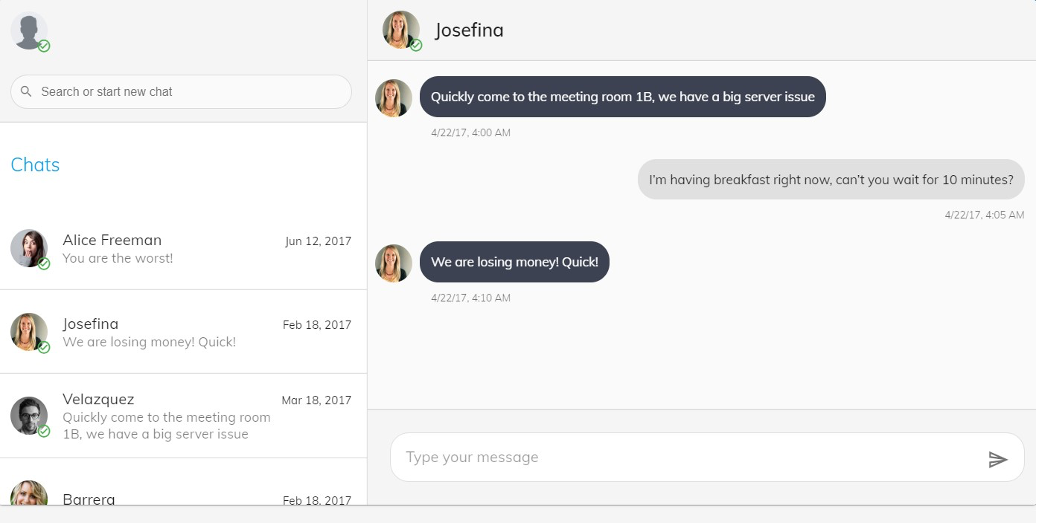 Search or start new chat
Chats
Alice Freeman
Jun 12, 2017
You are the worst!
Josefina
Feb 18, 2017
We are losing money! Quick!
Velazquez
Mar 18, 2017
Quickly come to the meeting room
1B, we have a big server issue
Barrera
Feb 18, 2017
Josefina
Quickly come to the meeting room 1B, we have a big server issue
4/22/17, 4:00 AM
I'm having breakfast right now, can't you wait for 10 minutes?
4/22/17, 4:05 AM
We are losing money! Quick!
4/22/17, 4:10 AM
Type your message